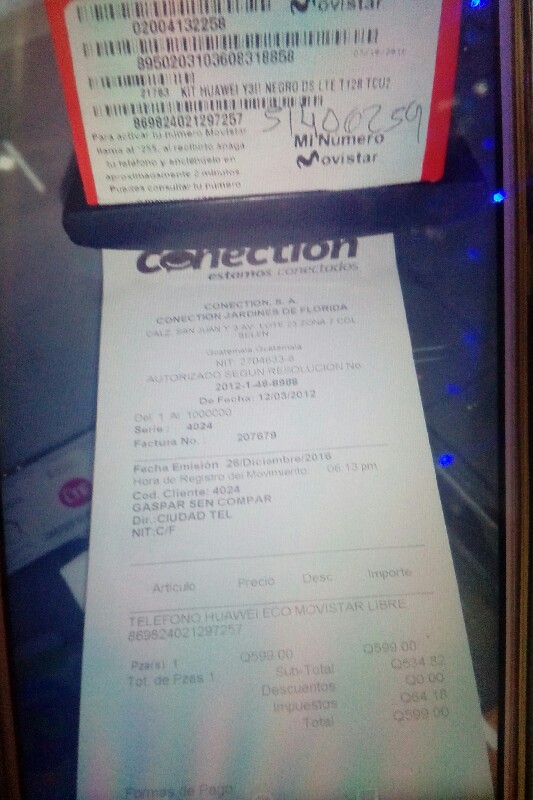 Movistar
02004132258
8950203103608318858
21763 KIT HUAWEI Y3II NEGRO DS LTE T128 TCU2
869824021297257
51400259
Para activar tu número Movistar
llama al *255, al recibirlo apaga
tu teléfono y enciéndelo en
aproximadamente 2 minutos
Puedes consultar tu número
Mi Número
Movistar
Conection
estamos conectados
CONECTION, S. A.
CONECTION JARDINES DE FLORIDA
CALZ. SAN JUAN Y 3 AV. LOTE 23 ZONA 7 COL
BELEN
Guatemala, Guatemala
NIT: 2704633-8
AUTORIZADO SEGUN RESOLUCION No.
2012-1-48-8988
De Fecha: 12/03/2012
Del 1 Al 1000000
Serie : 4024
Factura No. : 207679
Fecha Emisión 26/Diciembre/2016
Hora de Registro del Movimiento 06:13 pm
Cod. Cliente: 4024
GASPAR SEN COMPAR
Dir.:CIUDAD TEL
NIT:C/F
Articulo Precio Desc Importe
TELEFONO HUAWEI ECO MOVISTAR LIBRE
869824021297257
Pza(s) 1 Q599.00 Q599.00
Tot. de Pzas 1 Sub-Total Q534.82
Descuentos Q0.00
Impuestos Q64.18
Total Q599.00
Formas de Pago: